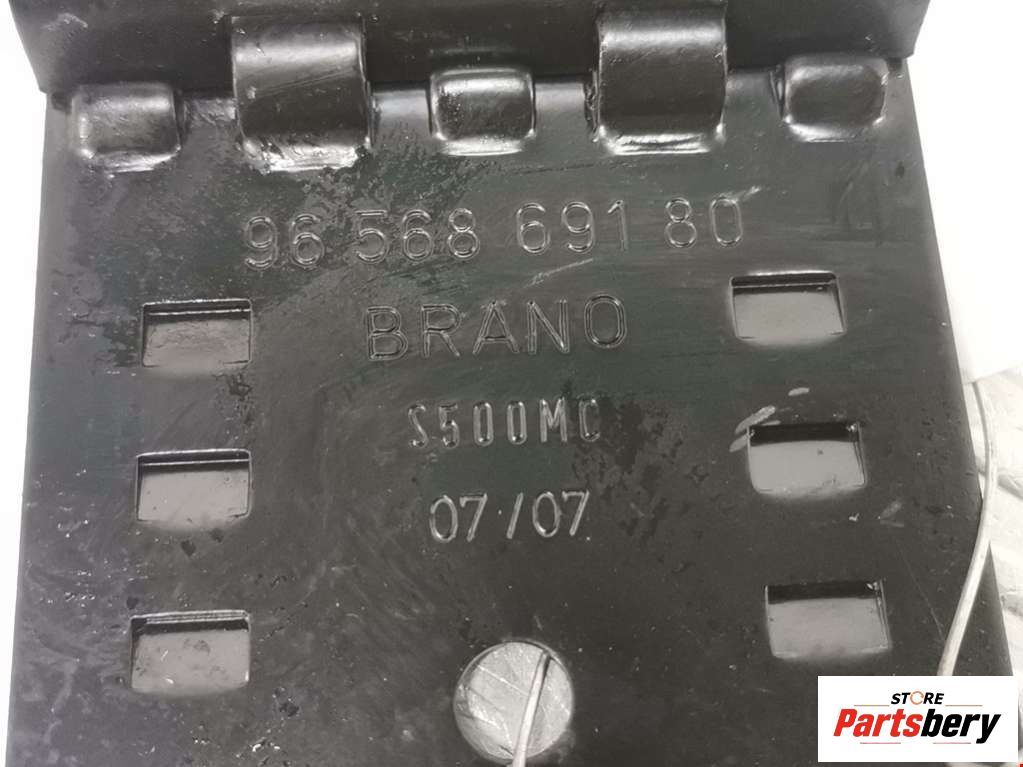 96 568 691 80
BRANO
S500MC
07/07
STORE
Partsbery